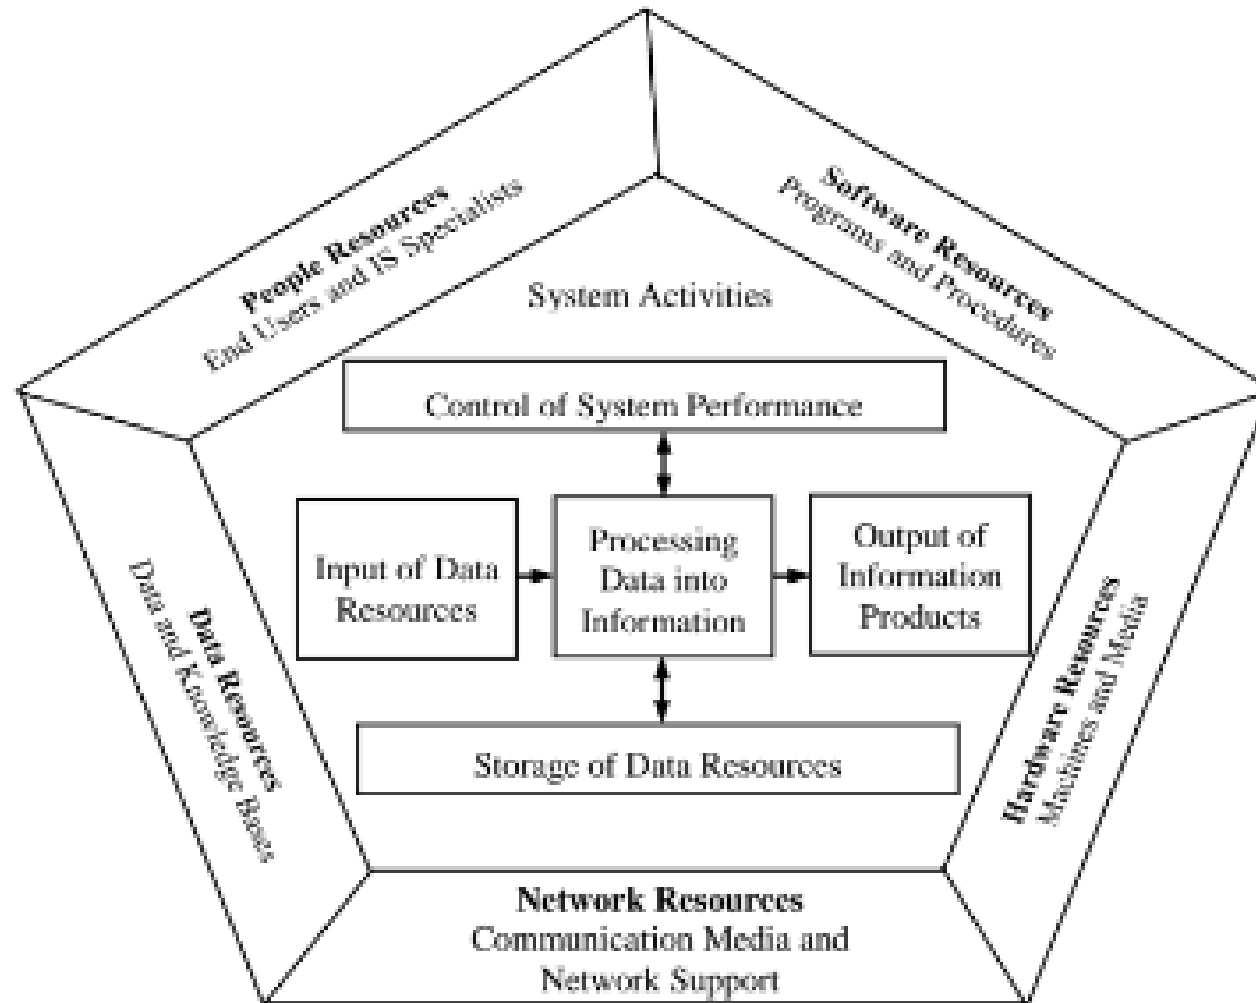 People Resources
End Users and IS Specialists
Software Resources
Programs and Procedures
System Activities
Control of System Performance
Input of Data
Resources
Processing
Data into
Information
Output of
Information
Products
Storage of Data Resources
Data Resources
Data and Knowledge Bases
Hardware Resources
Machines and Media
Network Resources
Communication Media and
Network Support